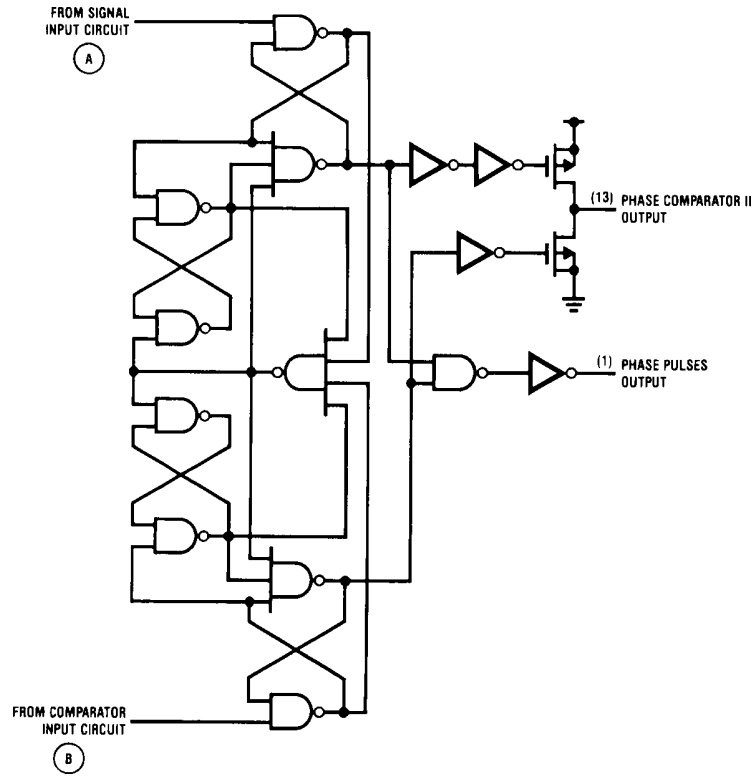 FROM SIGNAL
INPUT CIRCUIT
A
(13) PHASE COMPARATOR II
OUTPUT
(1) PHASE PULSES
OUTPUT
FROM COMPARATOR
INPUT CIRCUIT
B